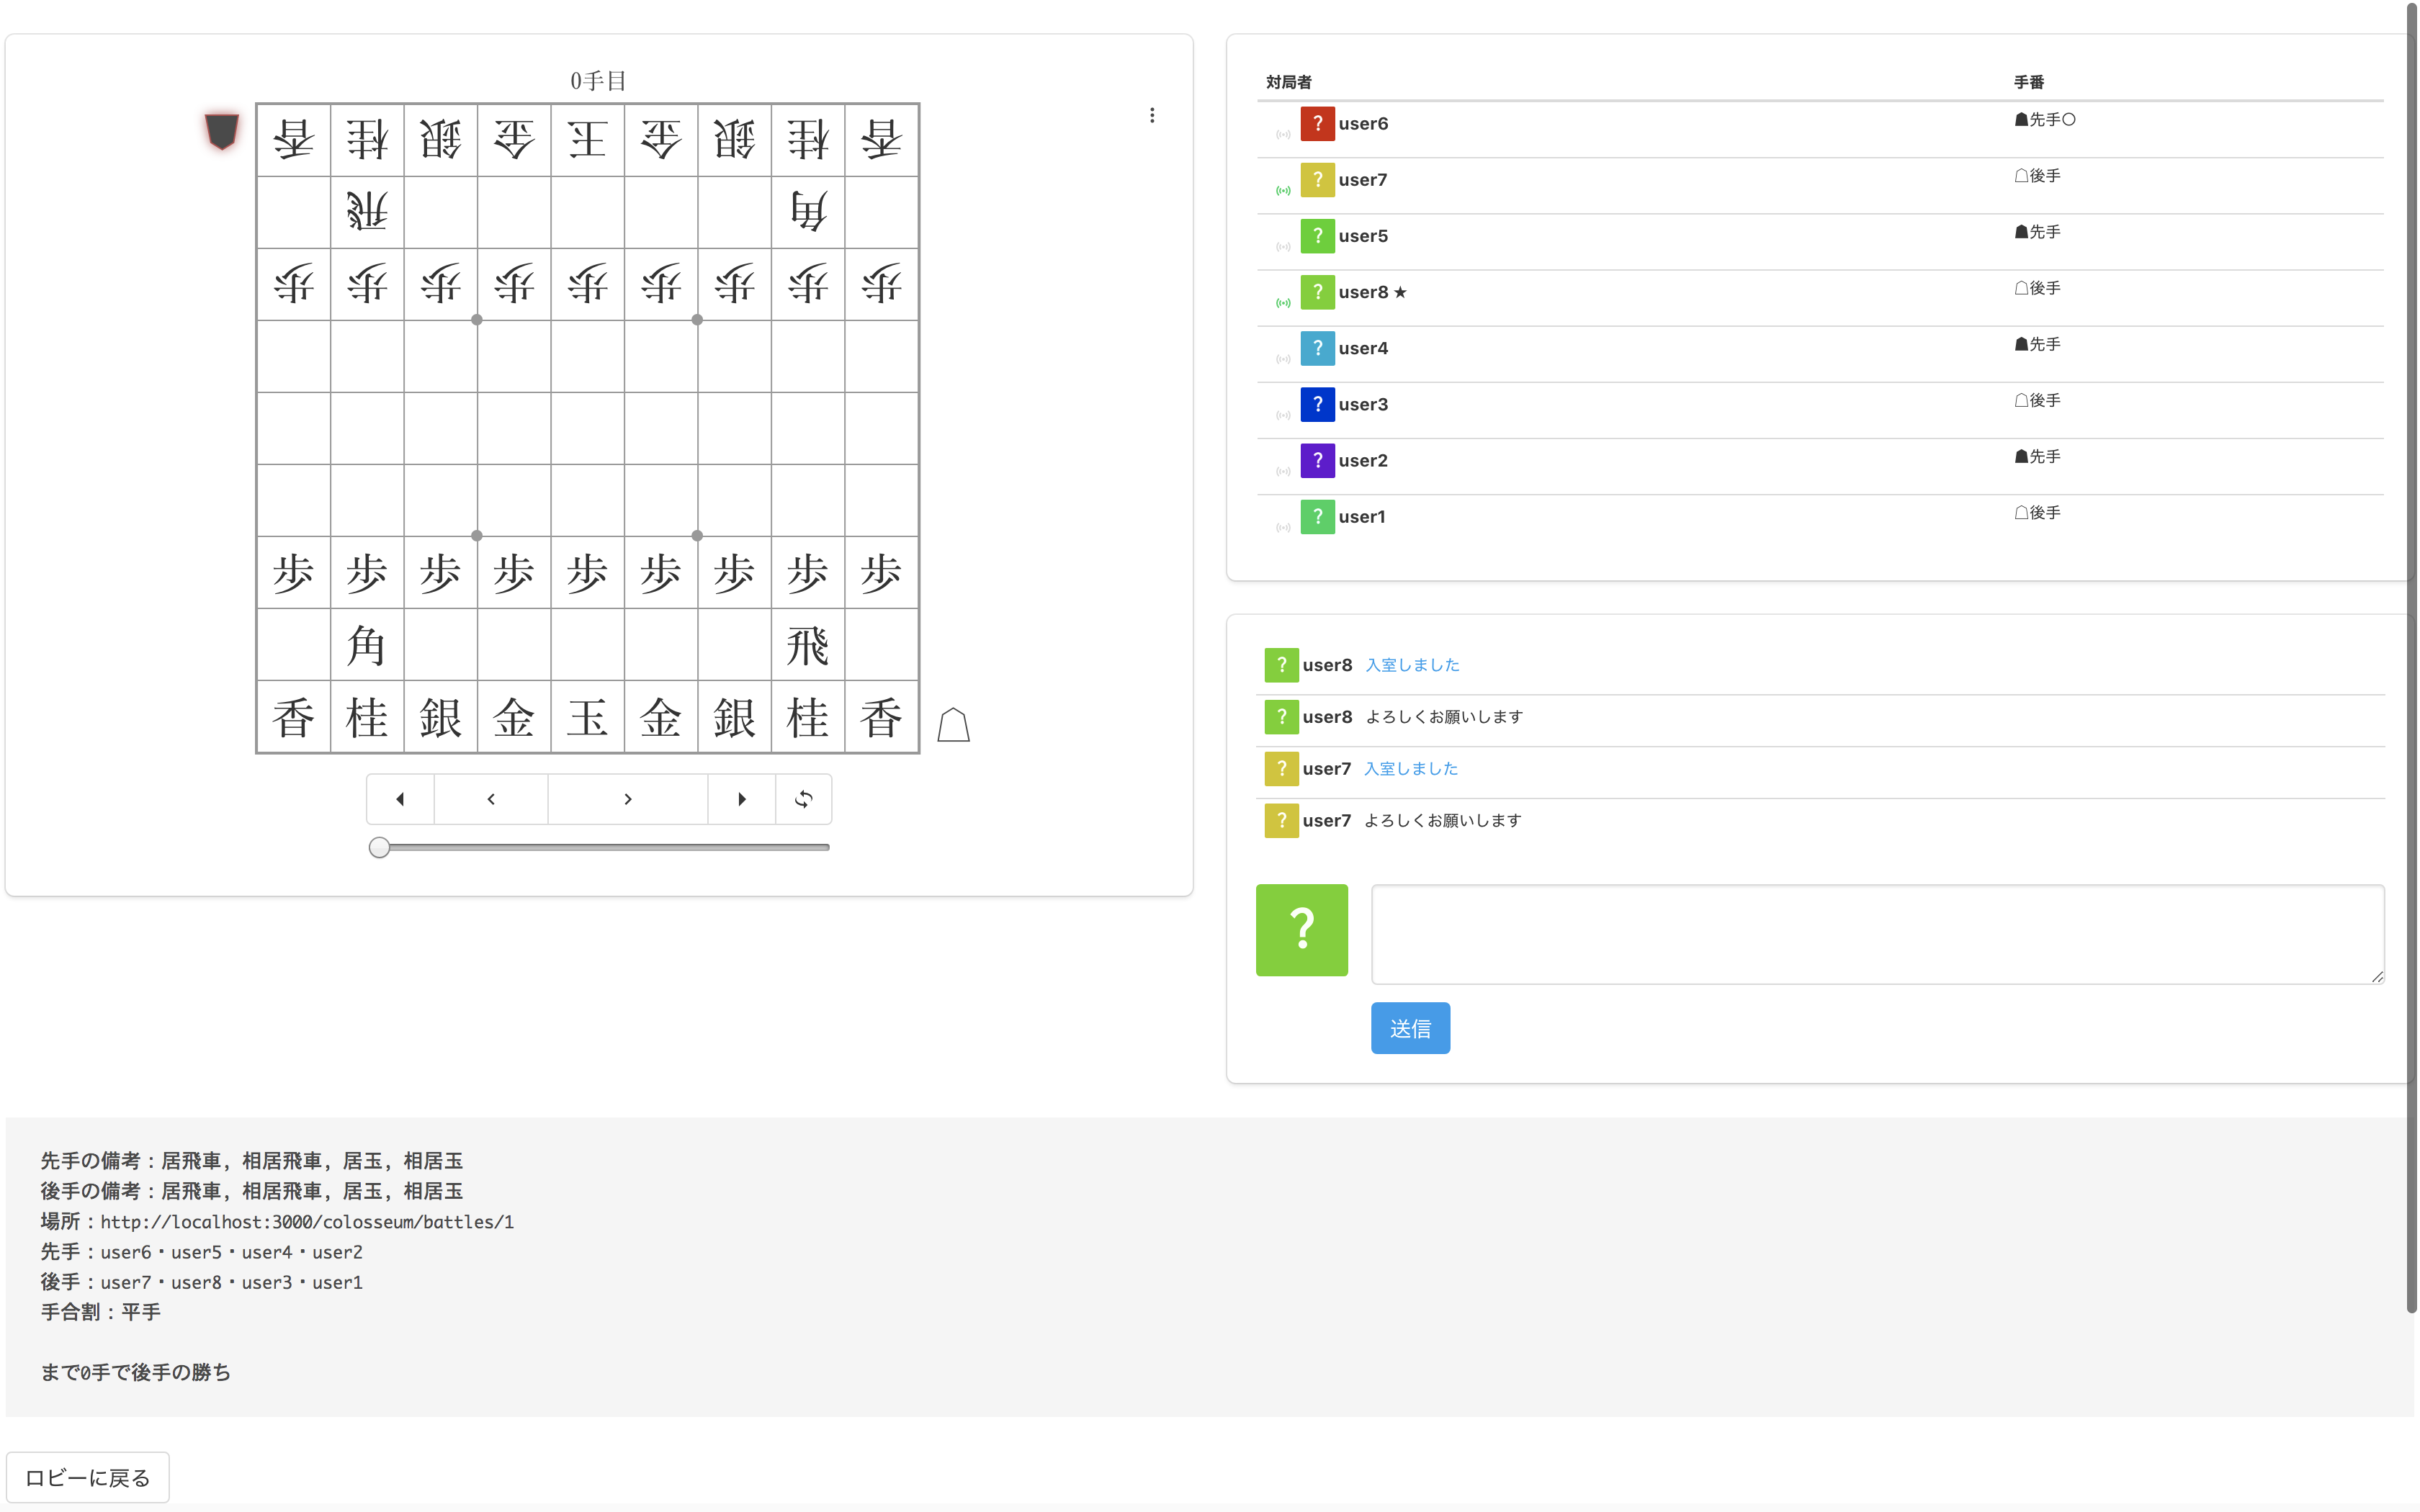 0手目
香桂銀金王金銀桂香
飛角
歩歩歩歩歩歩歩歩歩
歩歩歩歩歩歩歩歩歩
角飛
香桂銀金玉金銀桂香
対局者 手番
? user6 ☗先手○
? user7 ☖後手
? user5 ☗先手
? user8 ★ ☖後手
? user4 ☗先手
? user3 ☖後手
? user2 ☗先手
? user1 ☖後手
? user8 入室しました
? user8 よろしくお願いします
? user7 入室しました
? user7 よろしくお願いします
?
送信
先手の備考：居飛車, 相居飛車, 居玉, 相居玉
後手の備考：居飛車, 相居飛車, 居玉, 相居玉
場所：http://localhost:3000/colosseum/battles/1
先手：user6・user5・user4・user2
後手：user7・user8・user3・user1
手合割：平手
まで0手で後手の勝ち
ロビーに戻る